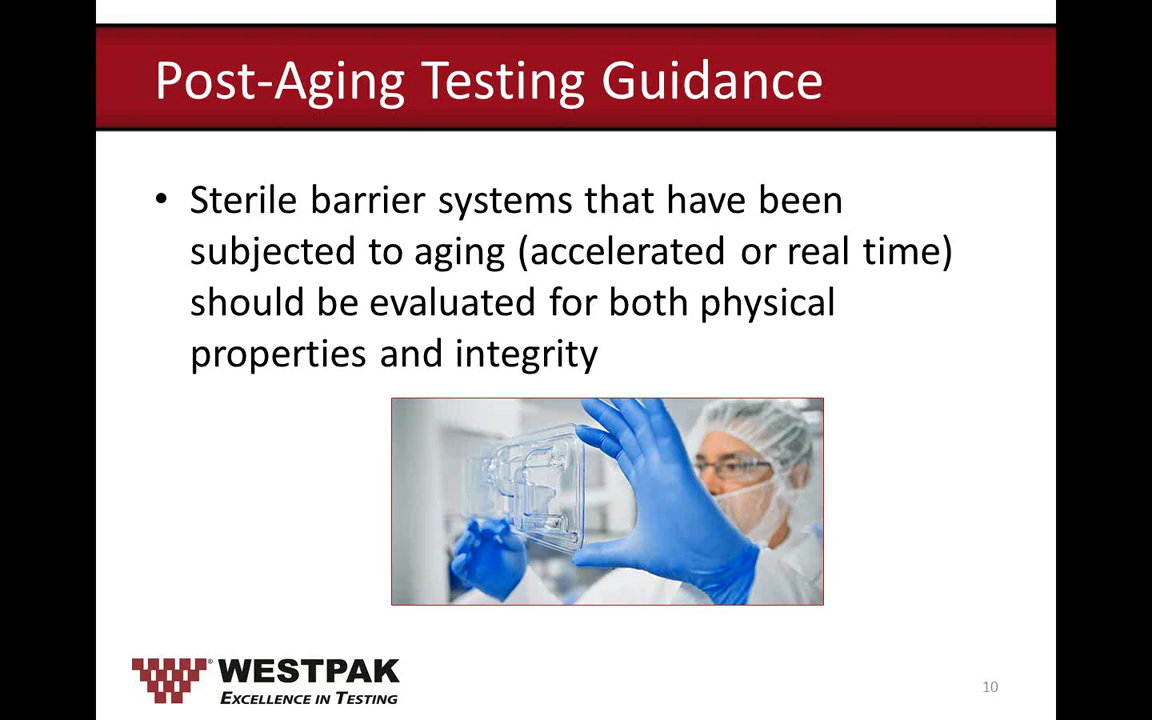 Post-Aging Testing Guidance
• Sterile barrier systems that have been
subjected to aging (accelerated or real time)
should be evaluated for both physical
properties and integrity
® WESTPAK
EXCELLENCE IN TESTING
10